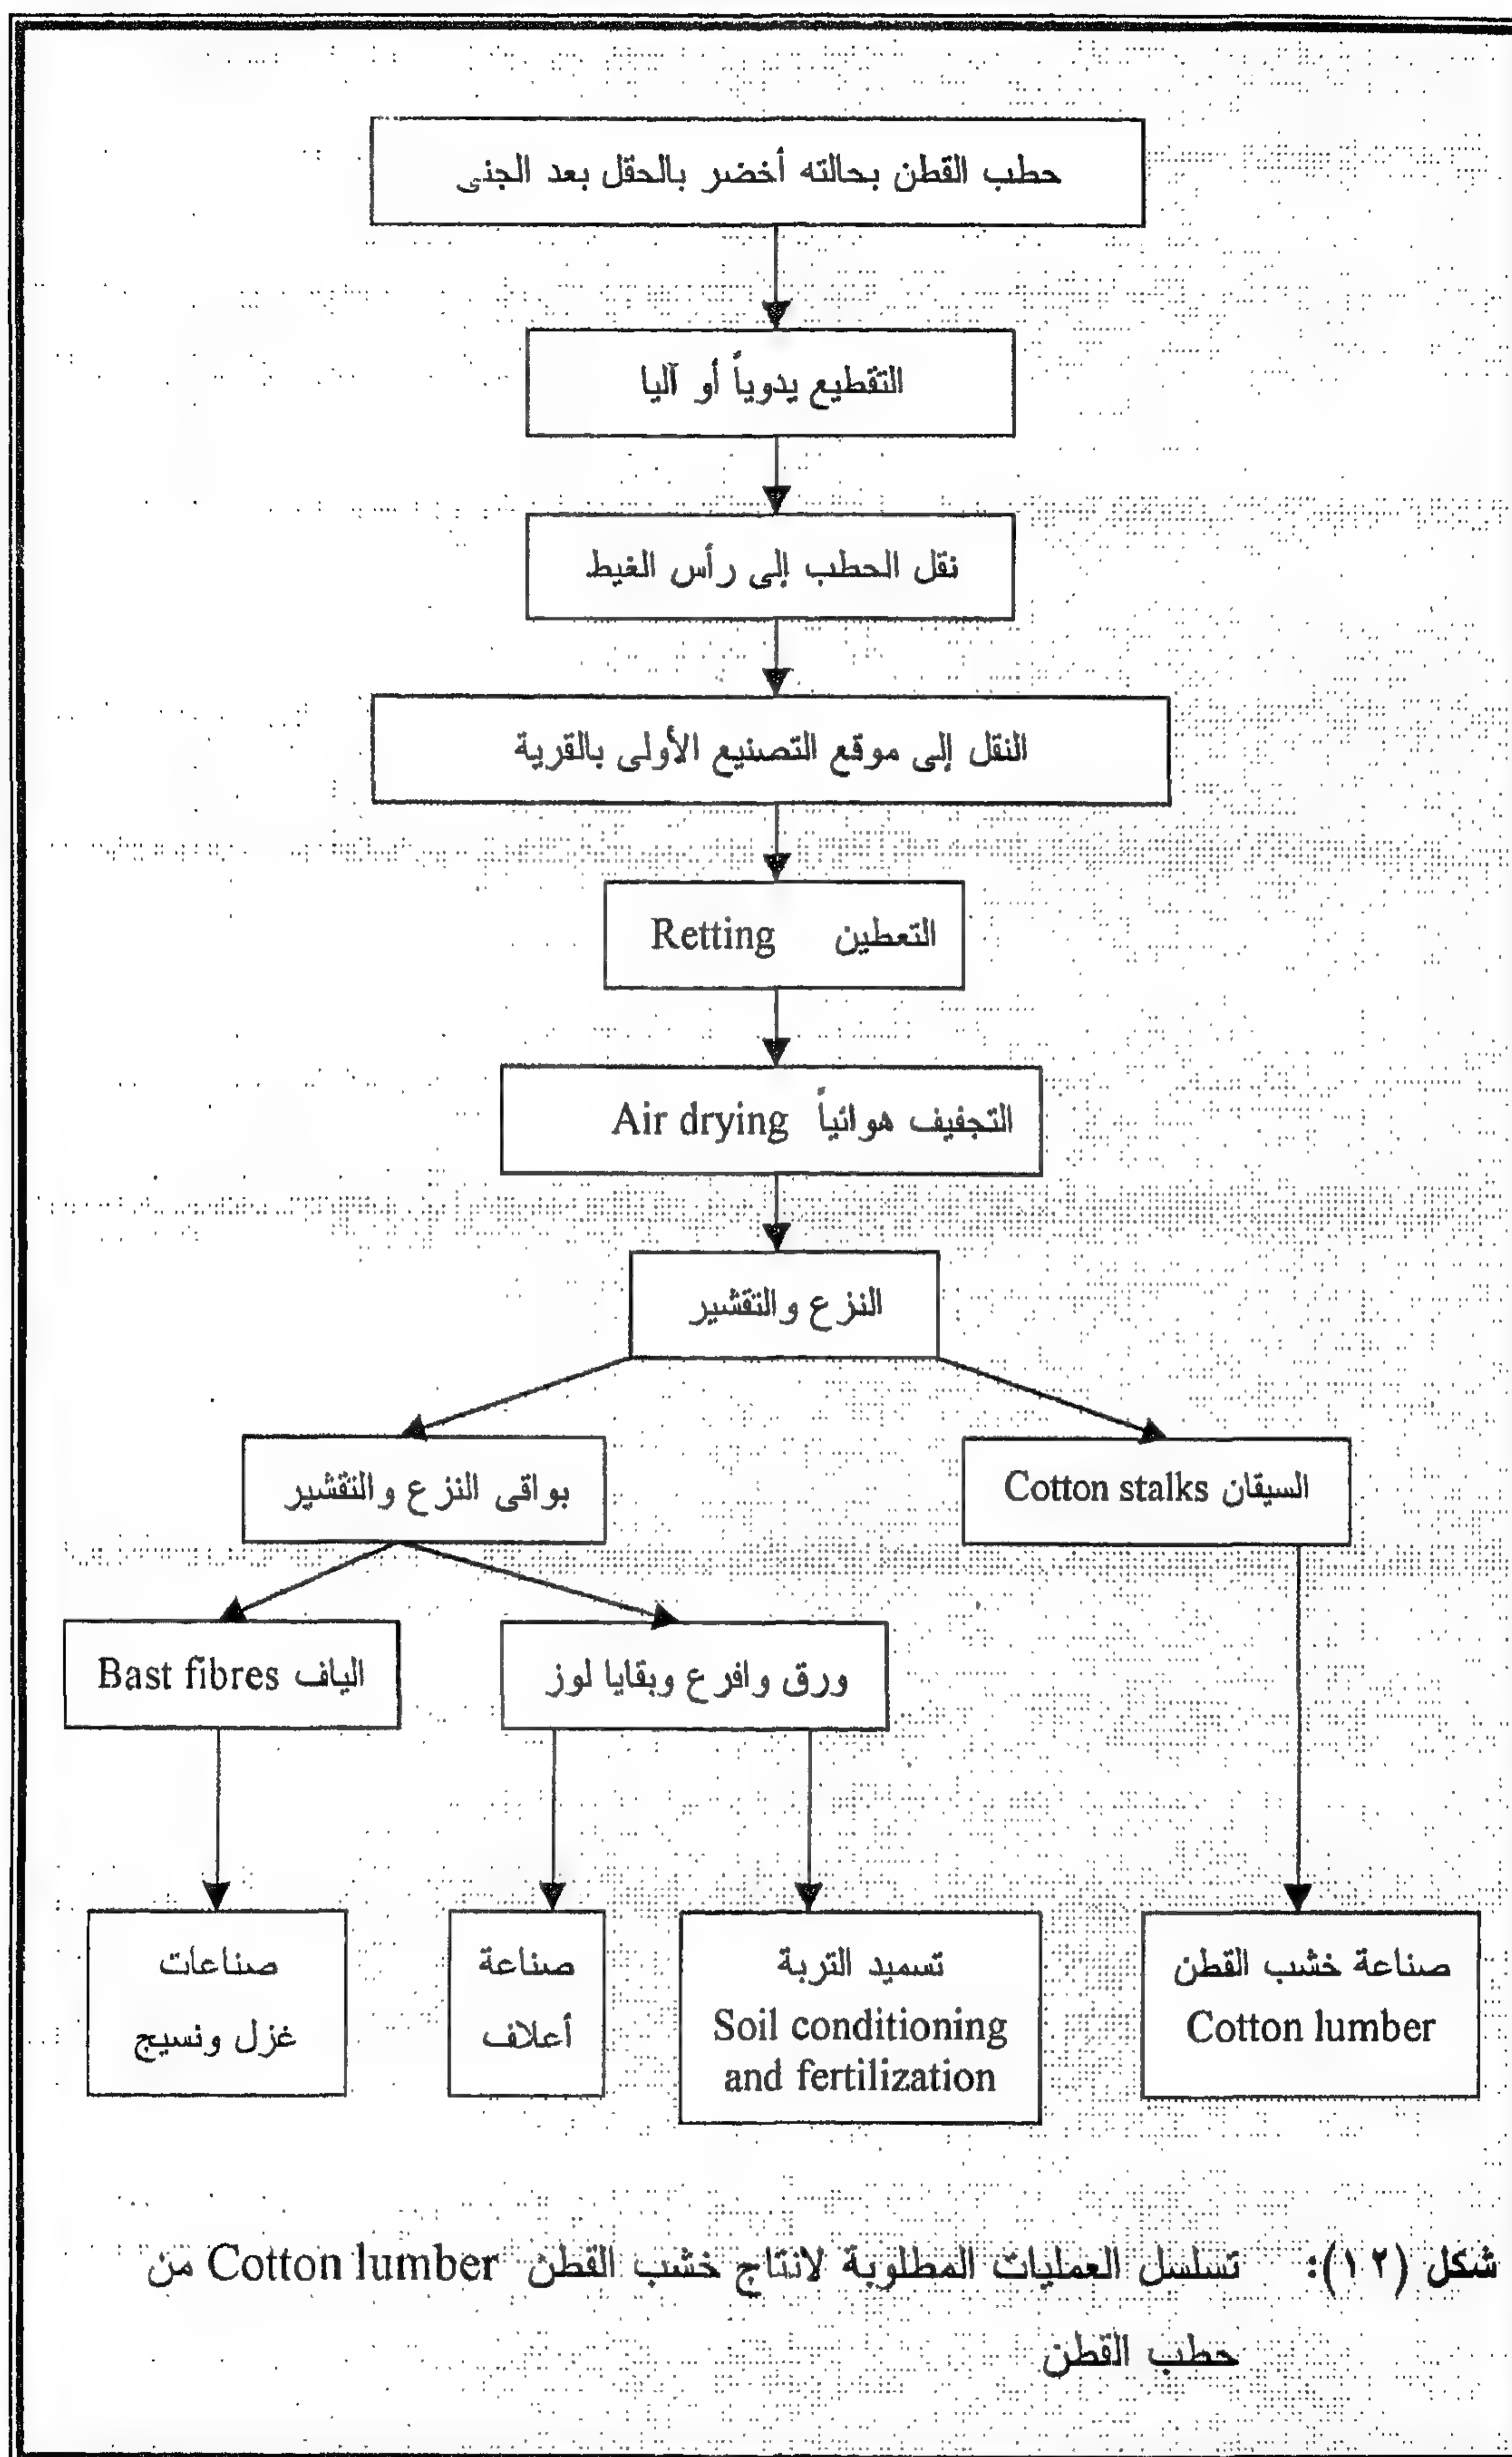 حطب القطن بحالته أخضر بالحقل بعد الجنى
التقطيع يدوياً أو آليا
نقل الحطب إلى رأس الغيط
النقل إلى موقع التصنيع الأولى بالقرية
التعطين Retting
التجفيف هوائياً Air drying
النزع والتقشير
السيقان Cotton stalks
بواقى النزع والتقشير
ورق وافرع وبقايا لوز
الياف Bast fibres
صناعة خشب القطن
Cotton lumber
تسميد التربة
Soil conditioning
and fertilization
صناعة
أعلاف
صناعات
غزل ونسيج
شكل (١٢): تسلسل العمليات المطلوبة لانتاج خشب القطن Cotton lumber من
حطب القطن